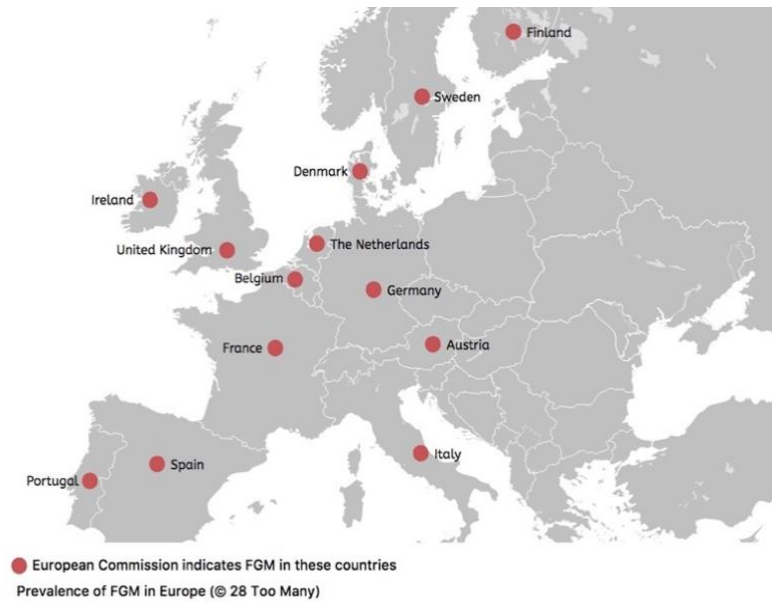 Finland
Sweden
Denmark
Ireland
United Kingdom
The Netherlands
Belgium
Germany
France
Austria
Italy
Spain
Portugal
European Commission indicates FGM in these countries
Prevalence of FGM in Europe (© 28 Too Many)